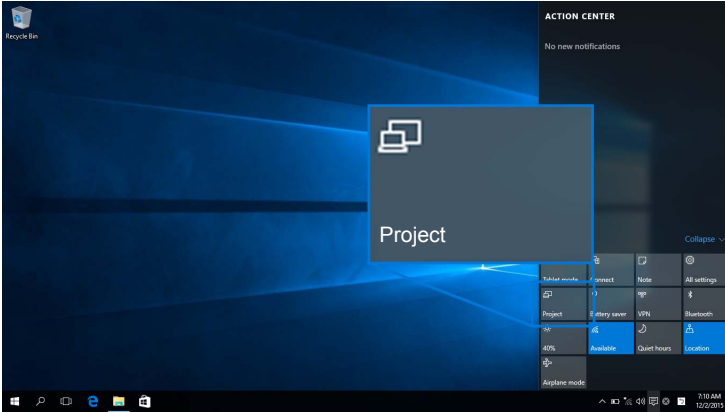 Recycle Bin
ACTION CENTER
No new notifications
Project
Collapse
Tablet mode
Connect
Note
All settings
Project
Battery saver
VPN
Bluetooth
40%
Available
Quiet hours
Location
Airplane mode
7:10 AM
12/2/2015